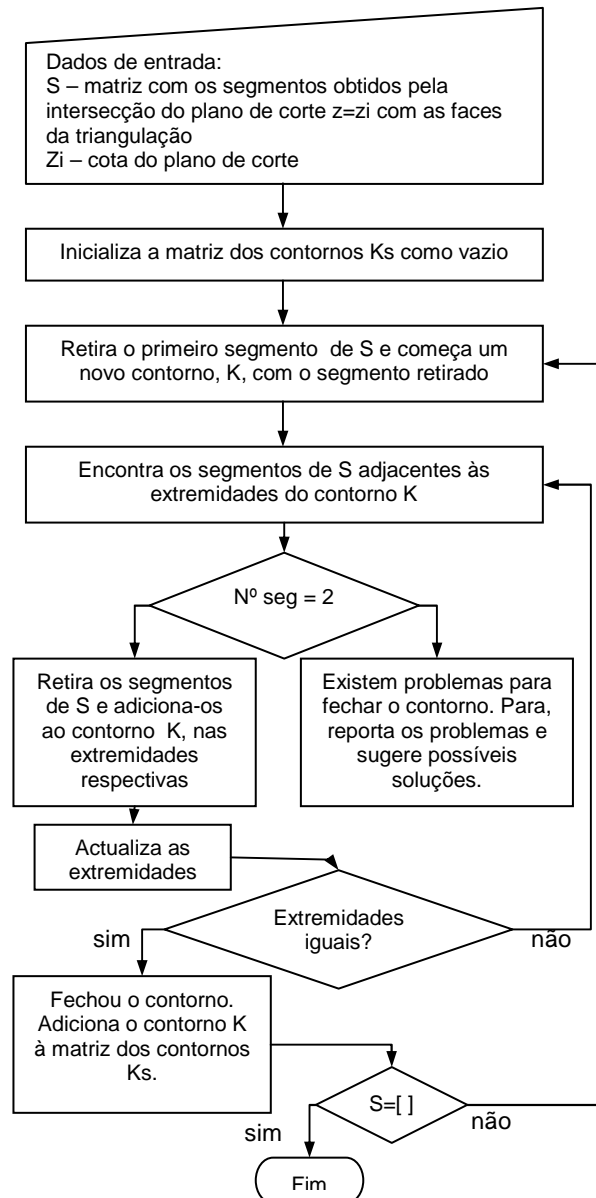 Dados de entrada:
S – matriz com os segmentos obtidos pela
intersecção do plano de corte z=zi com as faces
da triangulação
Zi – cota do plano de corte
Inicializa a matriz dos contornos Ks como vazio
Retira o primeiro segmento de S e começa um
novo contorno, K, com o segmento retirado
Encontra os segmentos de S adjacentes às
extremidades do contorno K
Nº seg = 2
Retira os segmentos
de S e adiciona-os
ao contorno K, nas
extremidades
respectivas
Existem problemas para
fechar o contorno. Para,
reporta os problemas e
sugere possíveis
soluções.
Actualiza as
extremidades
Extremidades
iguais?
sim
não
Fechou o contorno.
Adiciona o contorno K
à matriz dos contornos
Ks.
S=[ ]
sim
não
Fim